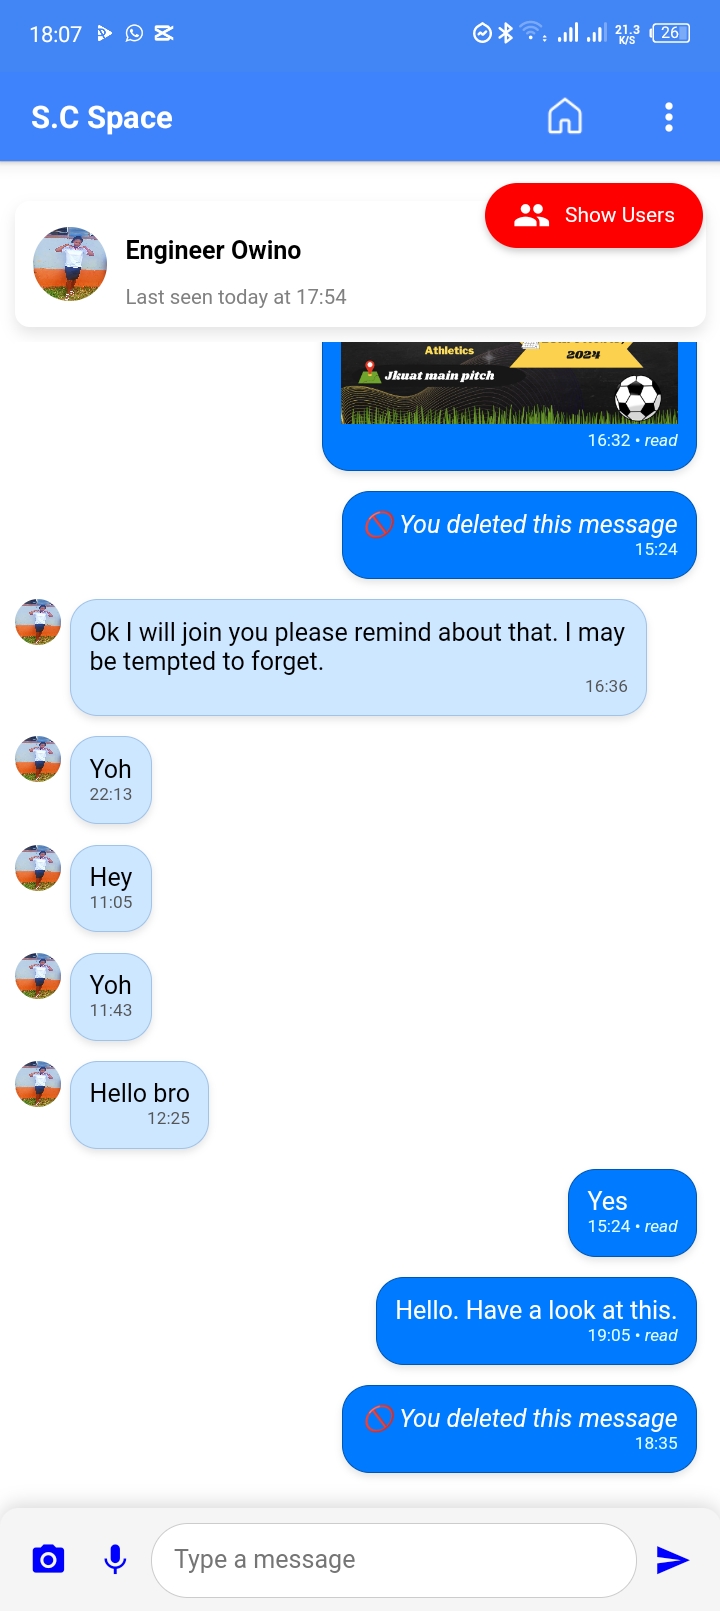 18:07
21.3
K/S
26
S.C Space
Show Users
Engineer Owino
Last seen today at 17:54
Athletics
2024
Jkuat main pitch
16:32 • read
You deleted this message
15:24
Ok I will join you please remind about that. I may
be tempted to forget.
16:36
Yoh
22:13
Hey
11:05
Yoh
11:43
Hello bro
12:25
Yes
15:24 • read
Hello. Have a look at this.
19:05 • read
You deleted this message
18:35
Type a message